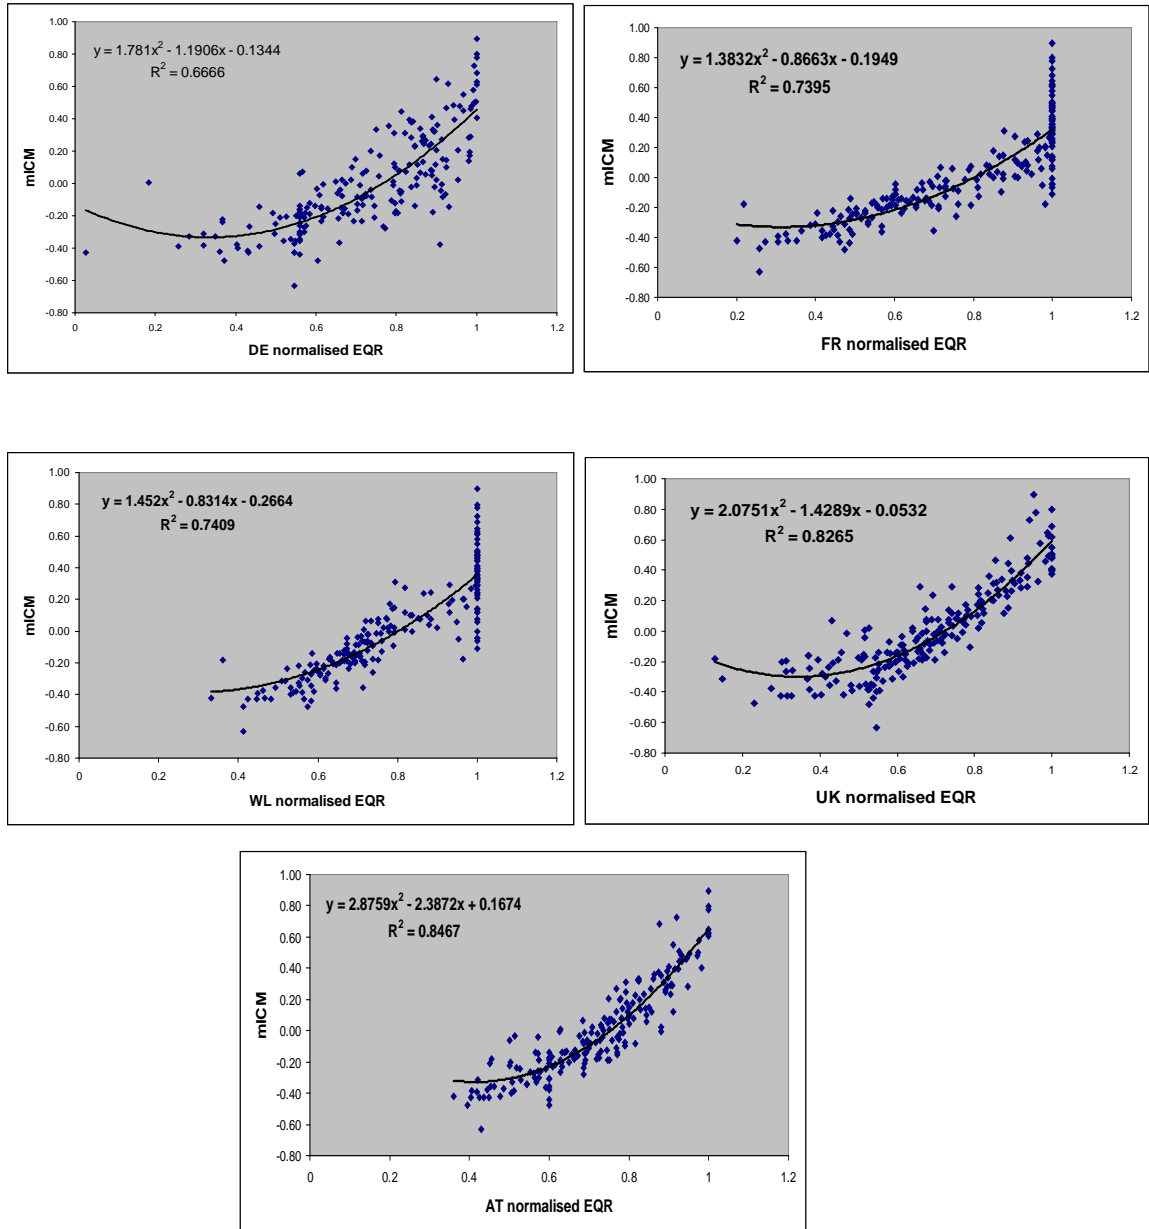 1.00
0.80
0.60
0.40
0.20
0.00
-0.20
-0.40
-0.60
-0.80
mICM
y = 1.781x² - 1.1906x - 0.1344
R² = 0.6666
0 0.2 0.4 0.6 0.8 1 1.2
DE normalised EQR
1.00
0.80
0.60
0.40
0.20
0.00
-0.20
-0.40
-0.60
-0.80
mICM
y = 1.3832x² - 0.8663x - 0.1949
R² = 0.7395
0 0.2 0.4 0.6 0.8 1 1.2
FR normalised EQR
1.00
0.80
0.60
0.40
0.20
0.00
-0.20
-0.40
-0.60
-0.80
mICM
y = 1.452x² - 0.8314x - 0.2664
R² = 0.7409
0 0.2 0.4 0.6 0.8 1 1.2
WL normalised EQR
1.00
0.80
0.60
0.40
0.20
0.00
-0.20
-0.40
-0.60
-0.80
mICM
y = 2.0751x² - 1.4289x - 0.0532
R² = 0.8265
0 0.2 0.4 0.6 0.8 1 1.2
UK normalised EQR
1.00
0.80
0.60
0.40
0.20
0.00
-0.20
-0.40
-0.60
-0.80
mICM
y = 2.8759x² - 2.3872x + 0.1674
R² = 0.8467
0 0.2 0.4 0.6 0.8 1 1.2
AT normalised EQR